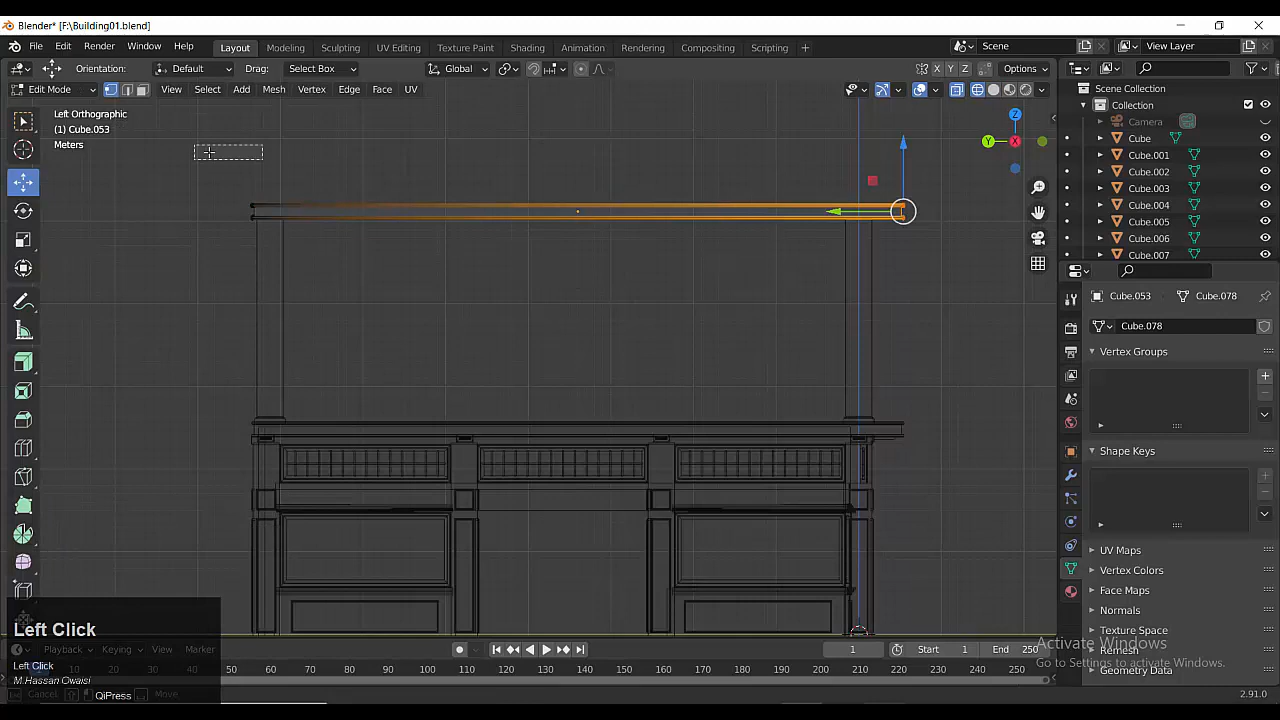 Blender* [F:\Building01.blend]
File Edit Render Window Help
Layout Modeling Sculpting UV Editing Texture Paint Shading Animation Rendering Compositing Scripting +
Scene View Layer
Orientation: Default Drag: Select Box Global X Y Z Options
Edit Mode View Select Add Mesh Vertex Edge Face UV
Left Orthographic
(1) Cube.053
Meters
Z
Y
X
Scene Collection
Collection
Camera
Cube
Cube.001
Cube.002
Cube.003
Cube.004
Cube.005
Cube.006
Cube.007
Cube.053 Cube.078
Cube.078
Vertex Groups
Shape Keys
UV Maps
Vertex Colors
Face Maps
Normals
Texture Space
Remesh
Geometry Data
Activate Windows
Go to Settings to activate Windows.
Left Click
Left Click
M.Hassan Owaisi
QiPress
Playback Keying View Marker
1 Start 1 End 250
50 60 70 80 90 100 110 120 130 140 150 160 170 180 190 200 210 220 230 240 250
Cancel Move
2.91.0